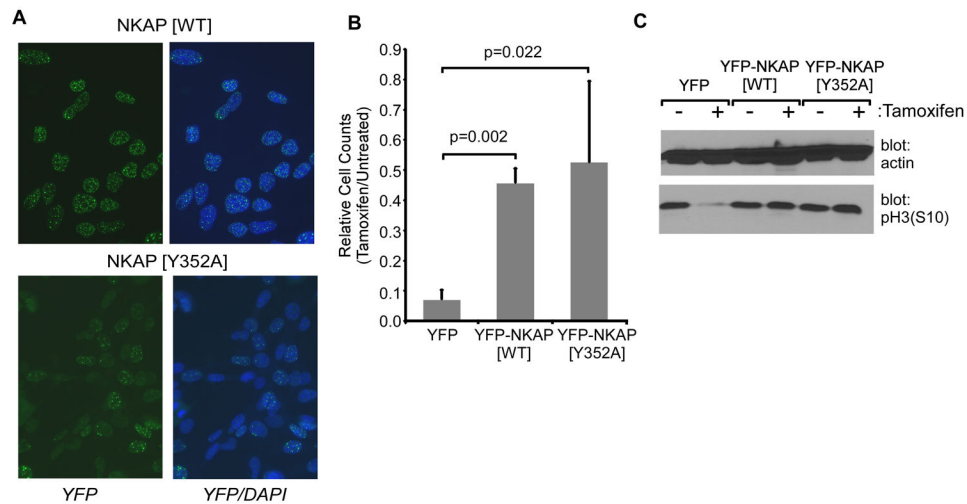 A
NKAP [WT]
NKAP [Y352A]
YFP
YFP/DAPI
B
Relative Cell Counts
(Tamoxifen/Untreated)
0.9
0.8
0.7
0.6
0.5
0.4
0.3
0.2
0.1
0.0
p=0.022
p=0.002
YFP
YFP-NKAP
[WT]
YFP-NKAP
[Y352A]
C
YFP
YFP-NKAP
[WT]
YFP-NKAP
[Y352A]
- + - + - + :Tamoxifen
blot:
actin
blot:
pH3(S10)